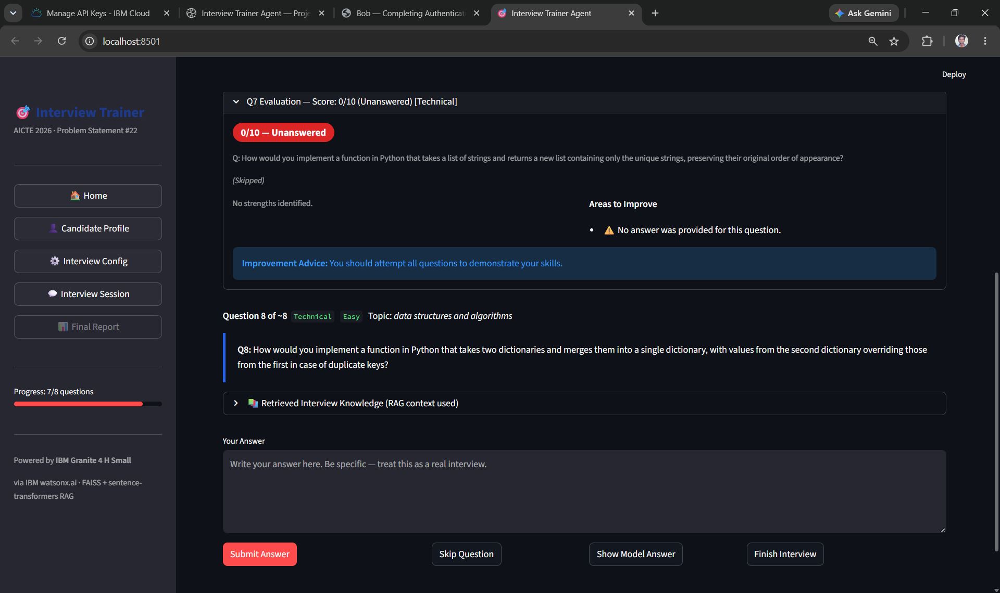 Manage API Keys - IBM Cloud
Interview Trainer Agent — Proje
Bob — Completing Authenticat
Interview Trainer Agent
Ask Gemini
localhost:8501
Deploy
Interview Trainer
AICTE 2026 · Problem Statement #22
Home
Candidate Profile
Interview Config
Interview Session
Final Report
Progress: 7/8 questions
Powered by IBM Granite 4 H Small
via IBM watsonx.ai · FAISS + sentence-
transformers RAG
Q7 Evaluation — Score: 0/10 (Unanswered) [Technical]
0/10 — Unanswered
Q: How would you implement a function in Python that takes a list of strings and returns a new list containing only the unique strings, preserving their original order of appearance?
(Skipped)
No strengths identified.
Areas to Improve
No answer was provided for this question.
Improvement Advice: You should attempt all questions to demonstrate your skills.
Question 8 of ~8 Technical Easy Topic: data structures and algorithms
Q8: How would you implement a function in Python that takes two dictionaries and merges them into a single dictionary, with values from the second dictionary overriding those
from the first in case of duplicate keys?
Retrieved Interview Knowledge (RAG context used)
Your Answer
Write your answer here. Be specific — treat this as a real interview.
Submit Answer
Skip Question
Show Model Answer
Finish Interview